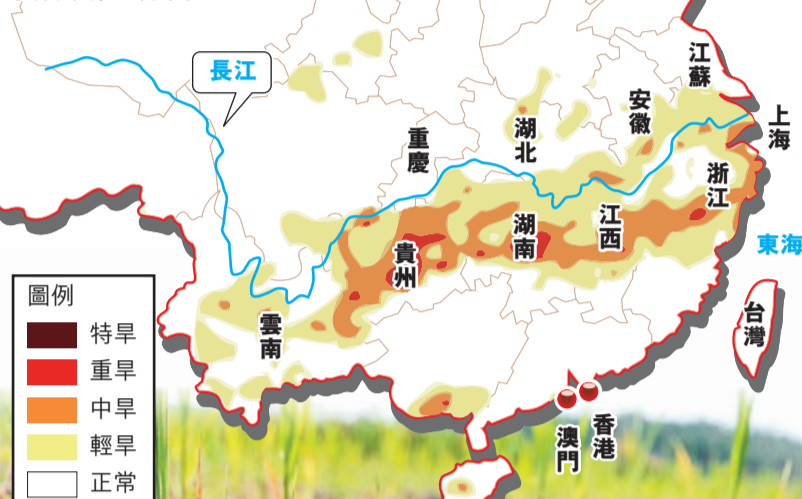 長江
江蘇
安徽
上海
湖北
重慶
浙江
東海
江西
湖南
貴州
雲南
台灣
香港
澳門
圖例
特旱
重旱
中旱
輕旱
正常